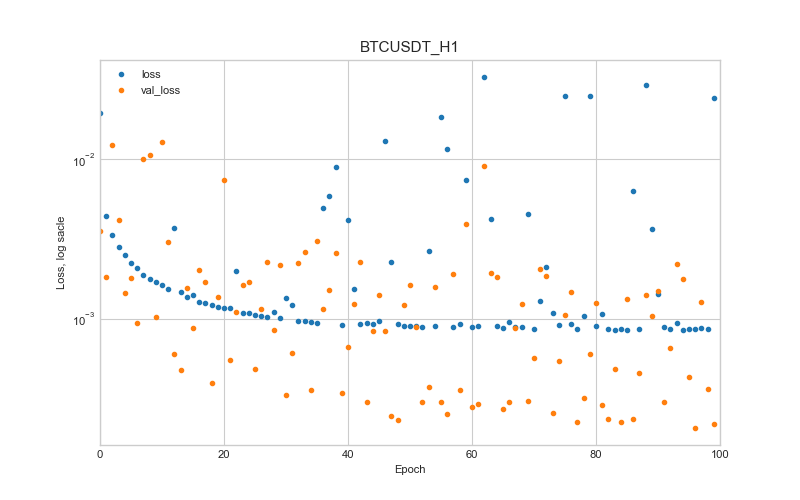 BTCUSDT_H1
loss
val_loss
Loss, log sacle
10⁻²
10⁻³
0 20 40 60 80 100
Epoch